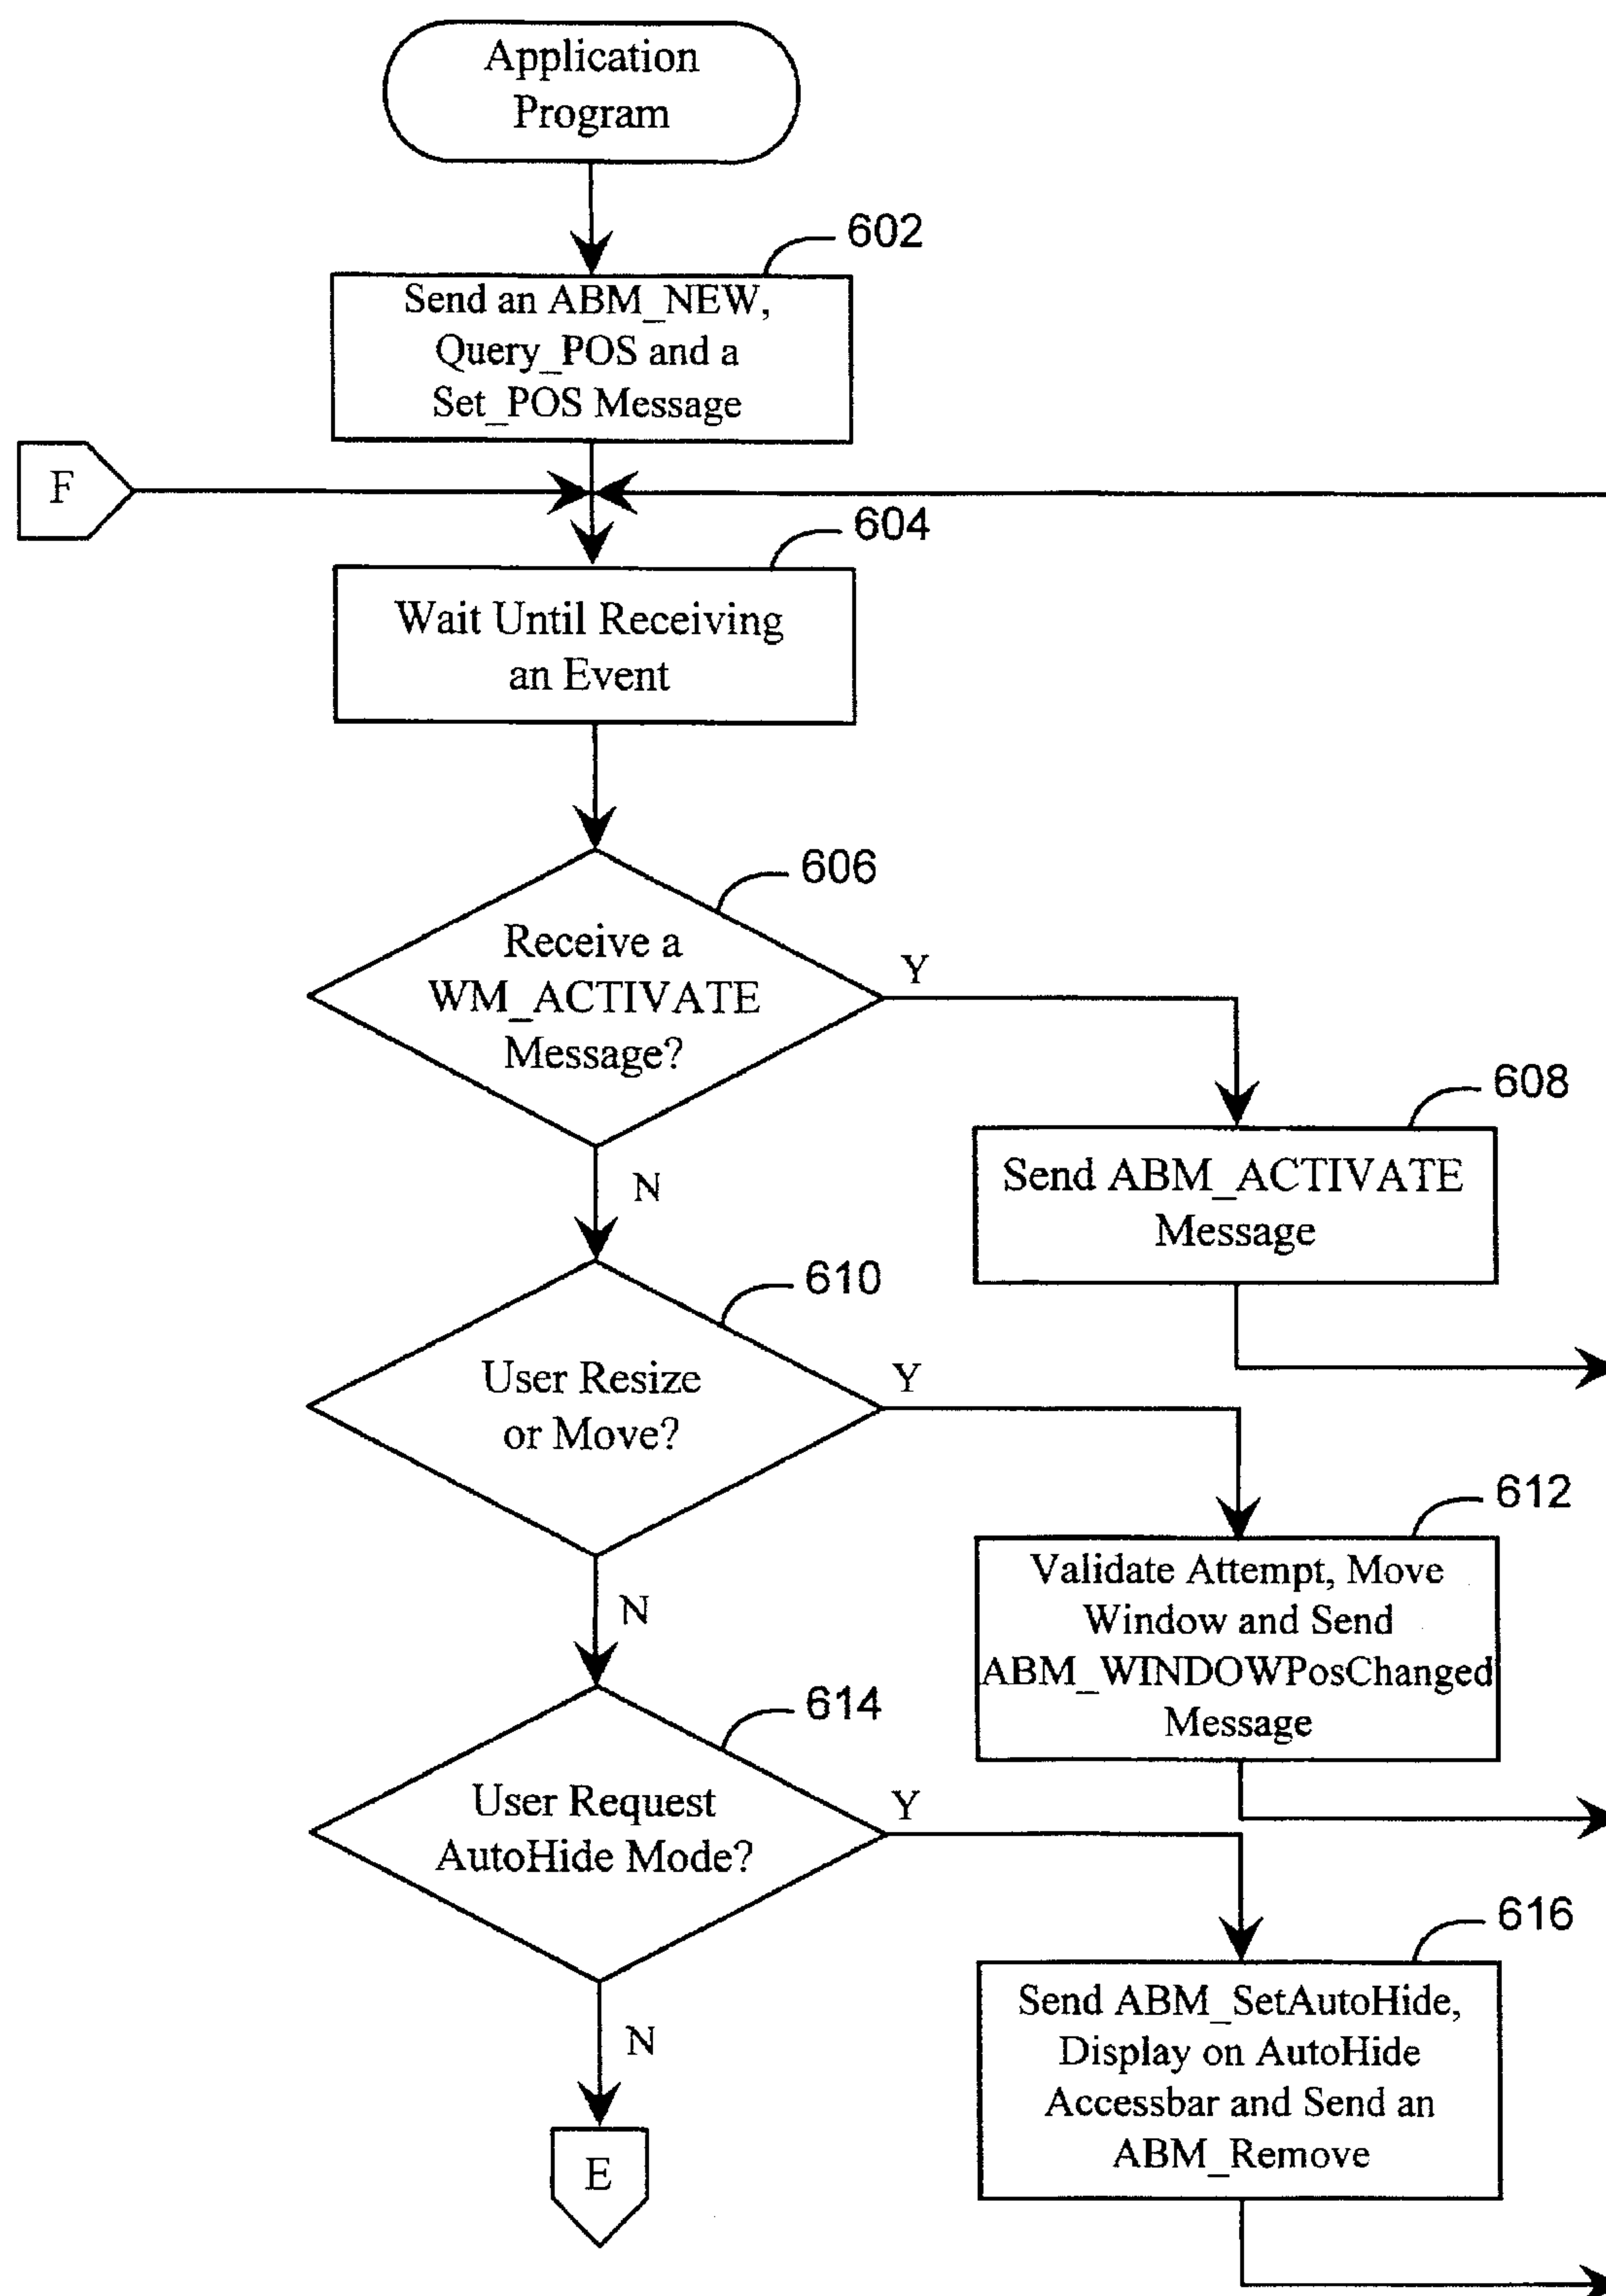 Application
Program
602
Send an ABM_NEW,
Query_POS and a
Set_POS Message
F
604
Wait Until Receiving
an Event
606
Receive a
WM_ACTIVATE
Message?
Y
N
608
Send ABM_ACTIVATE
Message
610
User Resize
or Move?
Y
N
612
Validate Attempt, Move
Window and Send
ABM_WINDOWPosChanged
Message
614
User Request
AutoHide Mode?
Y
N
616
Send ABM_SetAutoHide,
Display on AutoHide
Accessbar and Send an
ABM_Remove
E